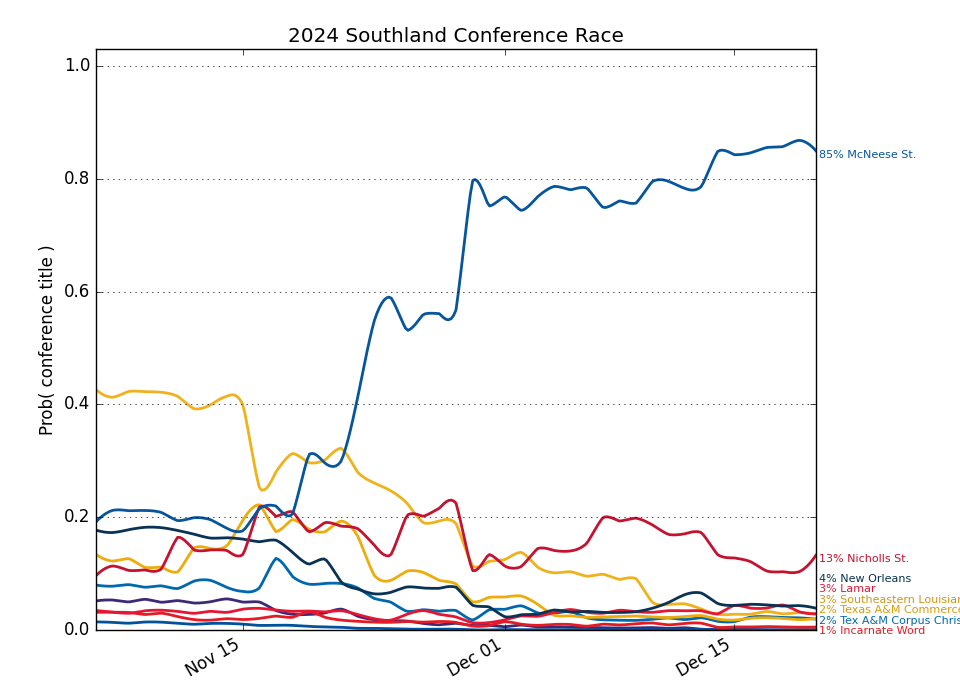 2024 Southland Conference Race
Prob( conference title )
1.0
0.8
0.6
0.4
0.2
0.0
Nov 15
Dec 01
Dec 15
85% McNeese St.
13% Nicholls St.
4% New Orleans
3% Lamar
3% Southeastern Louisian
2% Texas A&M Commerce
2% Tex A&M Corpus Chris
1% Incarnate Word